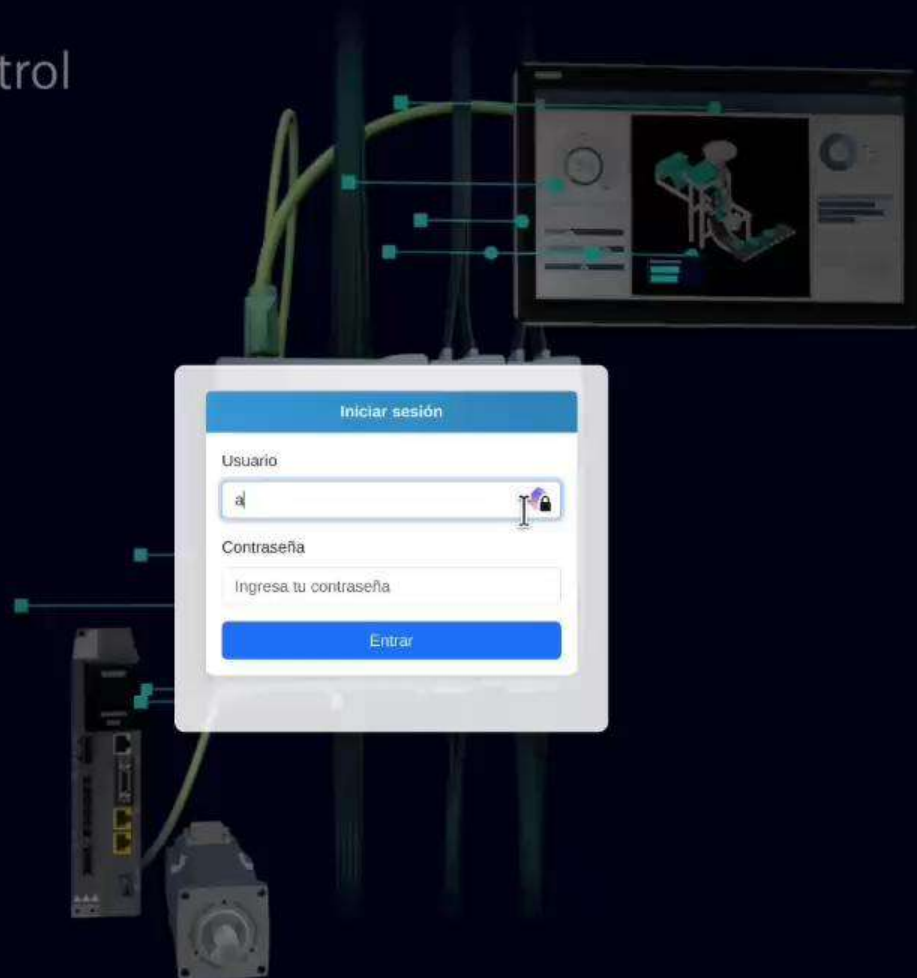 trol
Iniciar sesión
Usuario
a
Contraseña
Ingresa tu contraseña
Entrar